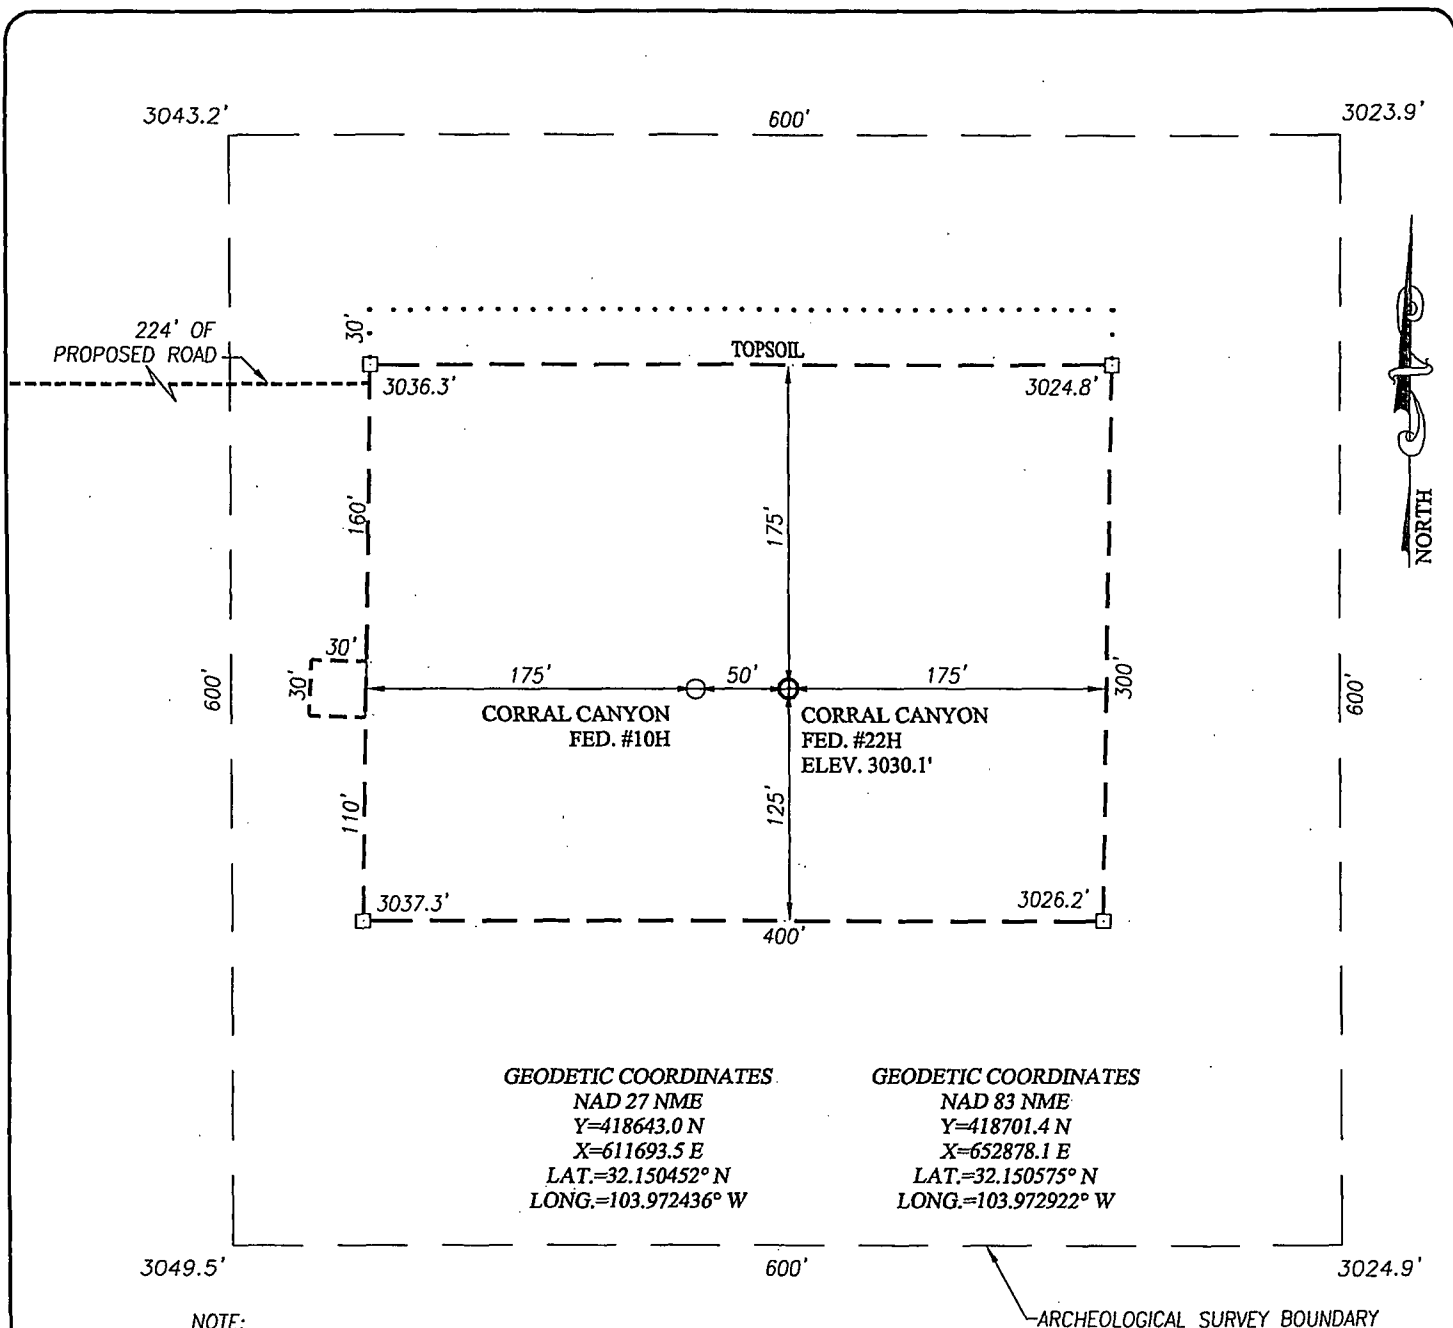 3043.2'
600'
3023.9'
224' OF
PROPOSED ROAD
30'
TOPSOIL
3036.3'
3024.8'
160'
175'
NORTH
30'
30'
600'
175'
50'
175'
300'
600'
CORRAL CANYON
FED. #10H
CORRAL CANYON
FED. #22H
ELEV. 3030.1'
110'
125'
3037.3'
3026.2'
400'
GEODETIC COORDINATES
NAD 27 NME
Y=418643.0 N
X=611693.5 E
LAT.=32.150452° N
LONG.=103.972436° W
GEODETIC COORDINATES
NAD 83 NME
Y=418701.4 N
X=652878.1 E
LAT.=32.150575° N
LONG.=103.972922° W
3049.5'
600'
3024.9'
NOTE:
ARCHEOLOGICAL SURVEY BOUNDARY